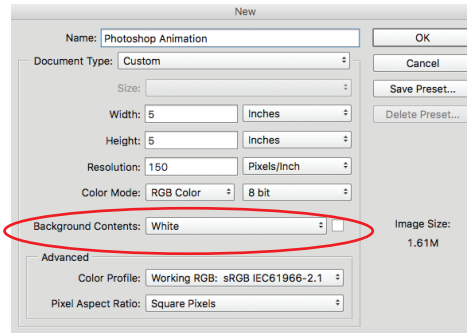 New
Name: Photoshop Animation
OK
Document Type: Custom
Cancel
Size:
Save Preset...
Width: 5 Inches
Delete Preset...
Height: 5 Inches
Resolution: 150 Pixels/Inch
Color Mode: RGB Color 8 bit
Background Contents: White
Image Size:
1.61M
Advanced
Color Profile: Working RGB: sRGB IEC61966-2.1
Pixel Aspect Ratio: Square Pixels